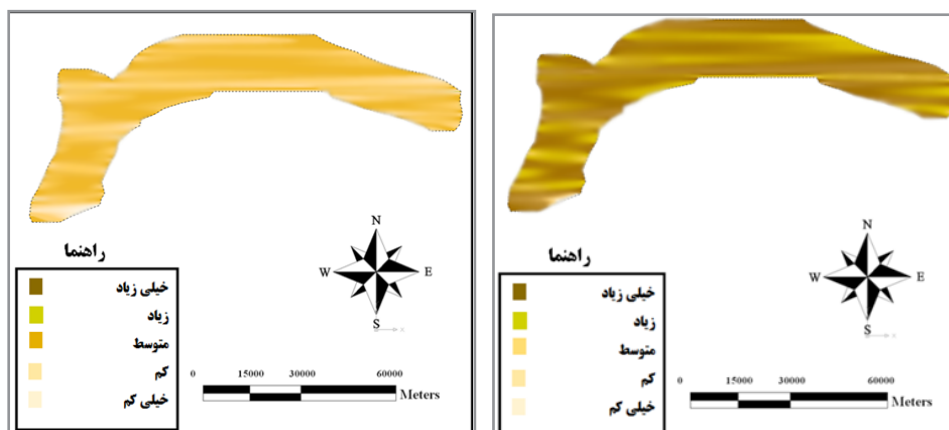 N
W E
S
راهنما
خیلی زیاد
زیاد
متوسط
کم
خیلی کم
0 15000 30000 60000
Meters
N
W E
S
راهنما
خیلی زیاد
زیاد
متوسط
کم
خیلی کم
0 15000 30000 60000
Meters